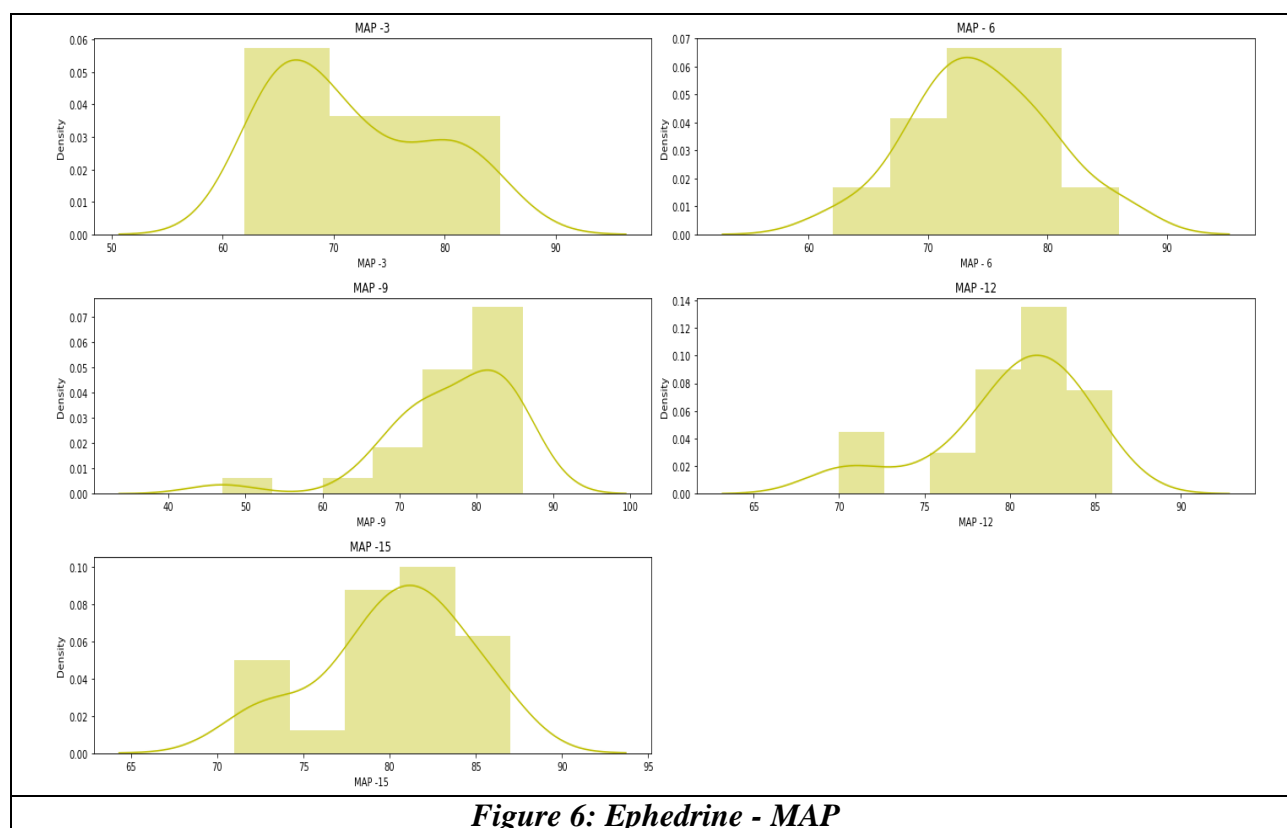 MAP -3
0.06
0.05
0.04
0.03
0.02
0.01
0.00
Density
50 60 70 80 90
MAP -3
MAP - 6
0.07
0.06
0.05
0.04
0.03
0.02
0.01
0.00
Density
60 70 80 90
MAP - 6
MAP -9
0.07
0.06
0.05
0.04
0.03
0.02
0.01
0.00
Density
40 50 60 70 80 90 100
MAP -9
MAP -12
0.14
0.12
0.10
0.08
0.06
0.04
0.02
0.00
Density
65 70 75 80 85 90
MAP -12
MAP -15
0.10
0.08
0.06
0.04
0.02
0.00
Density
65 70 75 80 85 90 95
MAP -15
Figure 6: Ephedrine - MAP